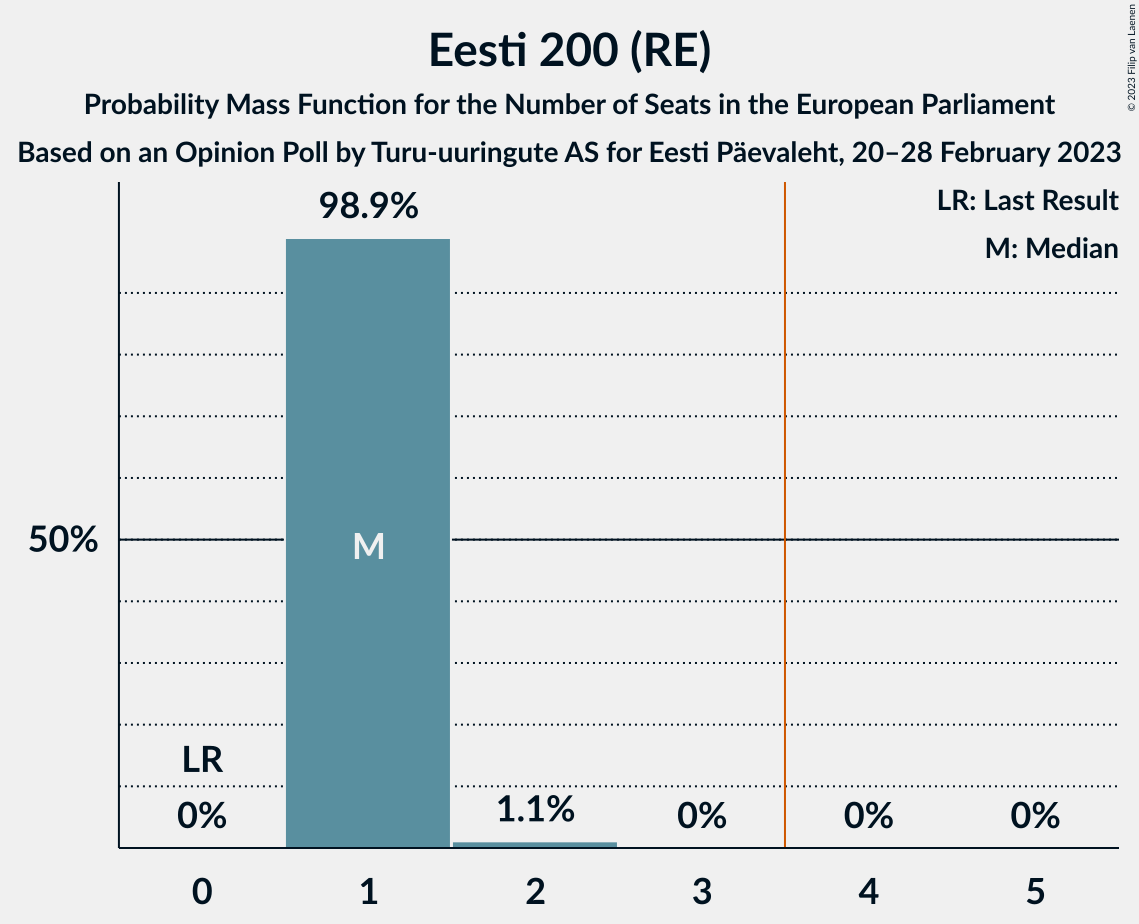 Eesti 200 (RE)
Probability Mass Function for the Number of Seats in the European Parliament
Based on an Opinion Poll by Turu-uuringute AS for Eesti Päevaleht, 20–28 February 2023
© 2023 Filip van Laenen
LR: Last Result
M: Median
98.9%
50%
M
LR
0%
1.1%
0%
0%
0%
0
1
2
3
4
5